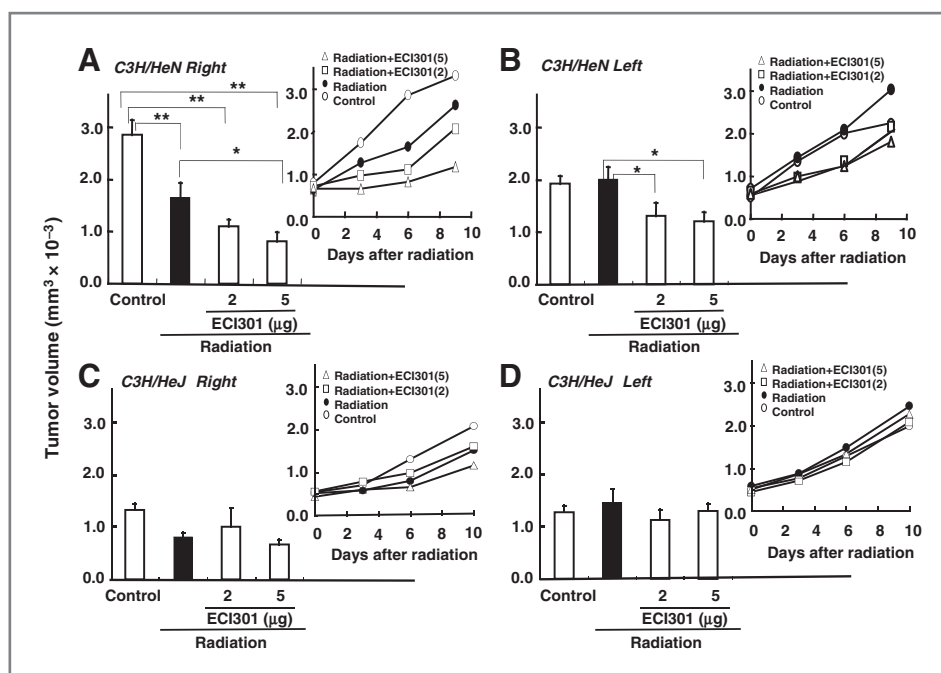 Tumor volume (mm³ × 10⁻³)
A
C3H/HeN Right
△ Radiation+ECI301(5)
□ Radiation+ECI301(2)
● Radiation
○ Control
**
**
**
*
3.0
2.0
1.0
0.0
3.0
2.0
1.0
0.0
0 2 4 6 8 10
Days after radiation
Control 2 5
ECI301 (μg)
Radiation
B
C3H/HeN Left
△ Radiation+ECI301(5)
□ Radiation+ECI301(2)
● Radiation
○ Control
*
*
3.0
2.0
1.0
0.0
3.0
2.0
1.0
0.0
0 2 4 6 8 10
Days after radiation
Control 2 5
ECI301 (μg)
Radiation
C
C3H/HeJ Right
△ Radiation+ECI301(5)
□ Radiation+ECI301(2)
● Radiation
○ Control
3.0
2.0
1.0
0.0
3.0
2.0
1.0
0.0
0 2 4 6 8 10
Days after radiation
Control 2 5
ECI301 (μg)
Radiation
D
C3H/HeJ Left
△ Radiation+ECI301(5)
□ Radiation+ECI301(2)
● Radiation
○ Control
3.0
2.0
1.0
0.0
3.0
2.0
1.0
0.0
0 2 4 6 8 10
Days after radiation
Control 2 5
ECI301 (μg)
Radiation